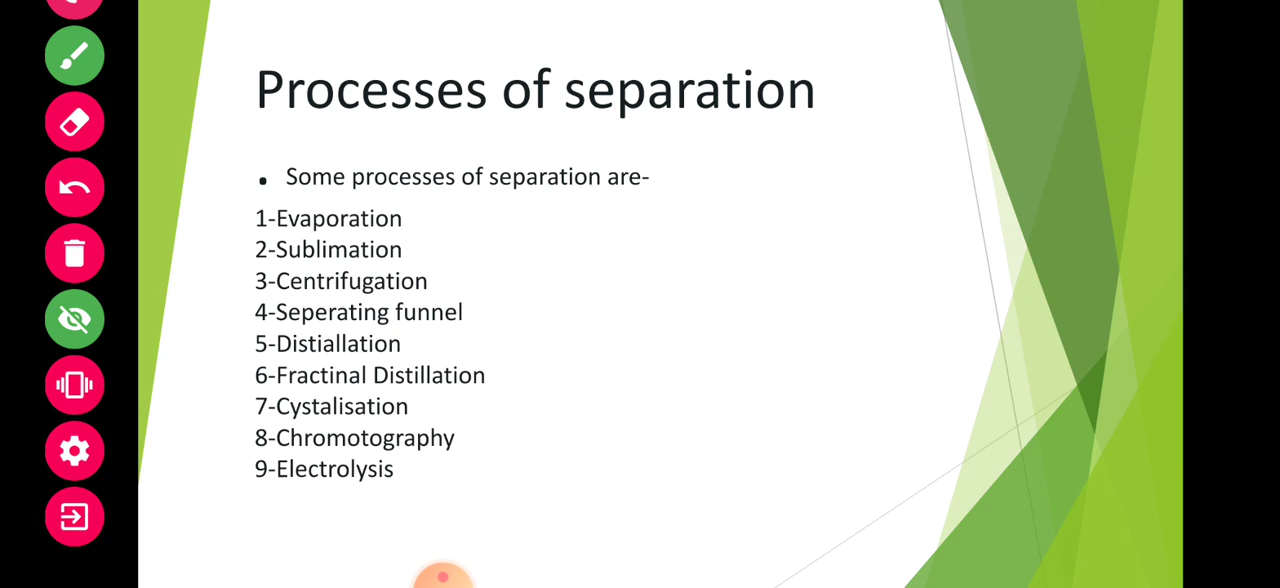 Processes of separation
. Some processes of separation are-
1-Evaporation
2-Sublimation
3-Centrifugation
4-Seperating funnel
5-Distiallation
6-Fractinal Distillation
7-Cystalisation
8-Chromotography
9-Electrolysis